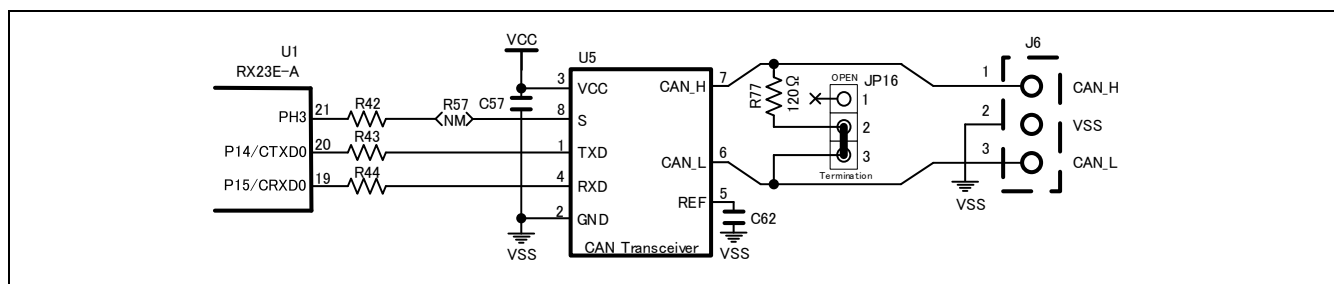 U1
RX23E-A
PH3
21
R42
R57
NM
P14/CTXD0
20
R43
P15/CRXD0
19
R44
VCC
C57
VSS
U5
3
VCC
8
S
1
TXD
4
RXD
2
GND
CAN_H
7
CAN_L
6
REF
5
CAN Transceiver
C62
VSS
R77
120Ω
OPEN
JP16
1
2
3
Termination
J6
1
CAN_H
2
VSS
3
CAN_L
VSS